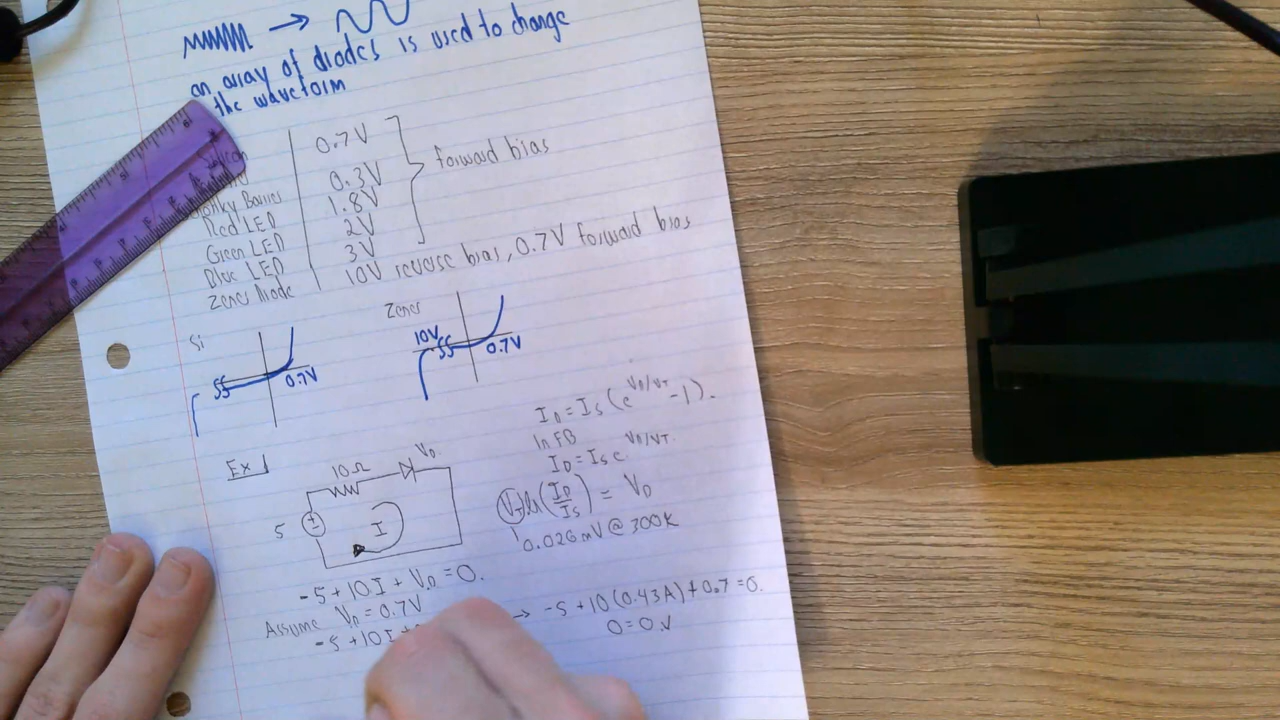 an array of diodes is used to change
the waveform
0.7V
0.3V
Red LED 1.8V
Green LED 2V
Blue LED 3V
forward bias
Zener Diode 10V reverse bias, 0.7V forward bias
Si
0.7V
Zener
10V
0.7V
I_D = I_S (e^{V_D/V_T} - 1).
In FB
I_D = I_S e^{V_D/V_T}.
V_T ln(I_D/I_S) = V_D
0.026 mV @ 300K
Ex 1
10Ω
V_D.
5
+
-
I
-5 + 10I + V_D = 0.
Assume V_D = 0.7V
-5 + 10I +
→ -5 + 10(0.43A) + 0.7 = 0.
0 = 0 ✓